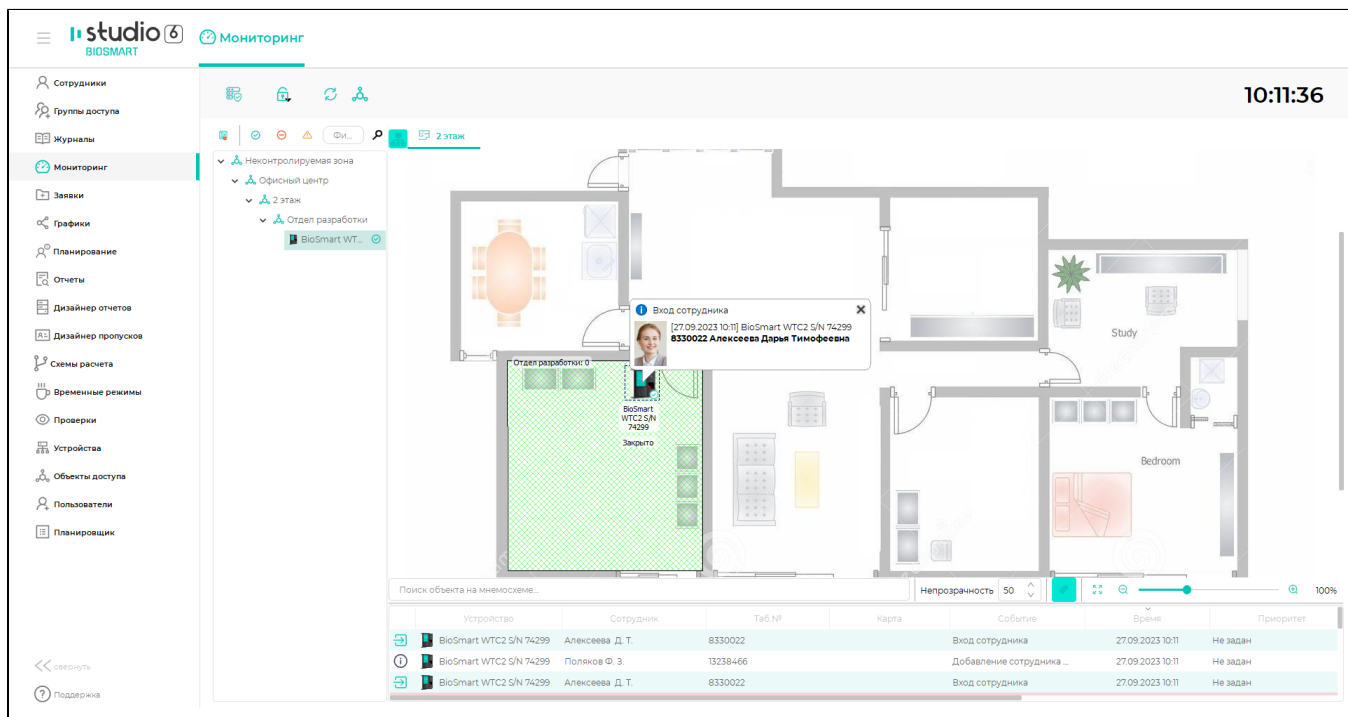 studio 6
BIOSMART
Мониторинг
Сотрудники
Группы доступа
Журналы
Мониторинг
Заявки
Графики
Планирование
Отчеты
Дизайнер отчетов
Дизайнер пропусков
Схемы расчета
Временные режимы
Проверки
Устройства
Объекты доступа
Пользователи
Планировщик
свернуть
Поддержка
10:11:36
Фи...
2 этаж
Неконтролируемая зона
Офисный центр
2 этаж
Отдел разработки
BioSmart WT...
Вход сотрудника
[27.09.2023 10:11] BioSmart WTC2 S/N 74299
8330022 Алексеева Дарья Тимофеевна
Отдел разработки: 0
BioSmart
WTC2 S/N
74299
Закрыто
Study
Bedroom
Поиск объекта на мнемосхеме...
Непрозрачность 50
100%
Устройство Сотрудник Таб.№ Карта Событие Время Приоритет
BioSmart WTC2 S/N 74299 Алексеева Д. Т. 8330022 Вход сотрудника 27.09.2023 10:11 Не задан
BioSmart WTC2 S/N 74299 Поляков Ф. З. 13238466 Добавление сотрудника ... 27.09.2023 10:11 Не задан
BioSmart WTC2 S/N 74299 Алексеева Д. Т. 8330022 Вход сотрудника 27.09.2023 10:11 Не задан